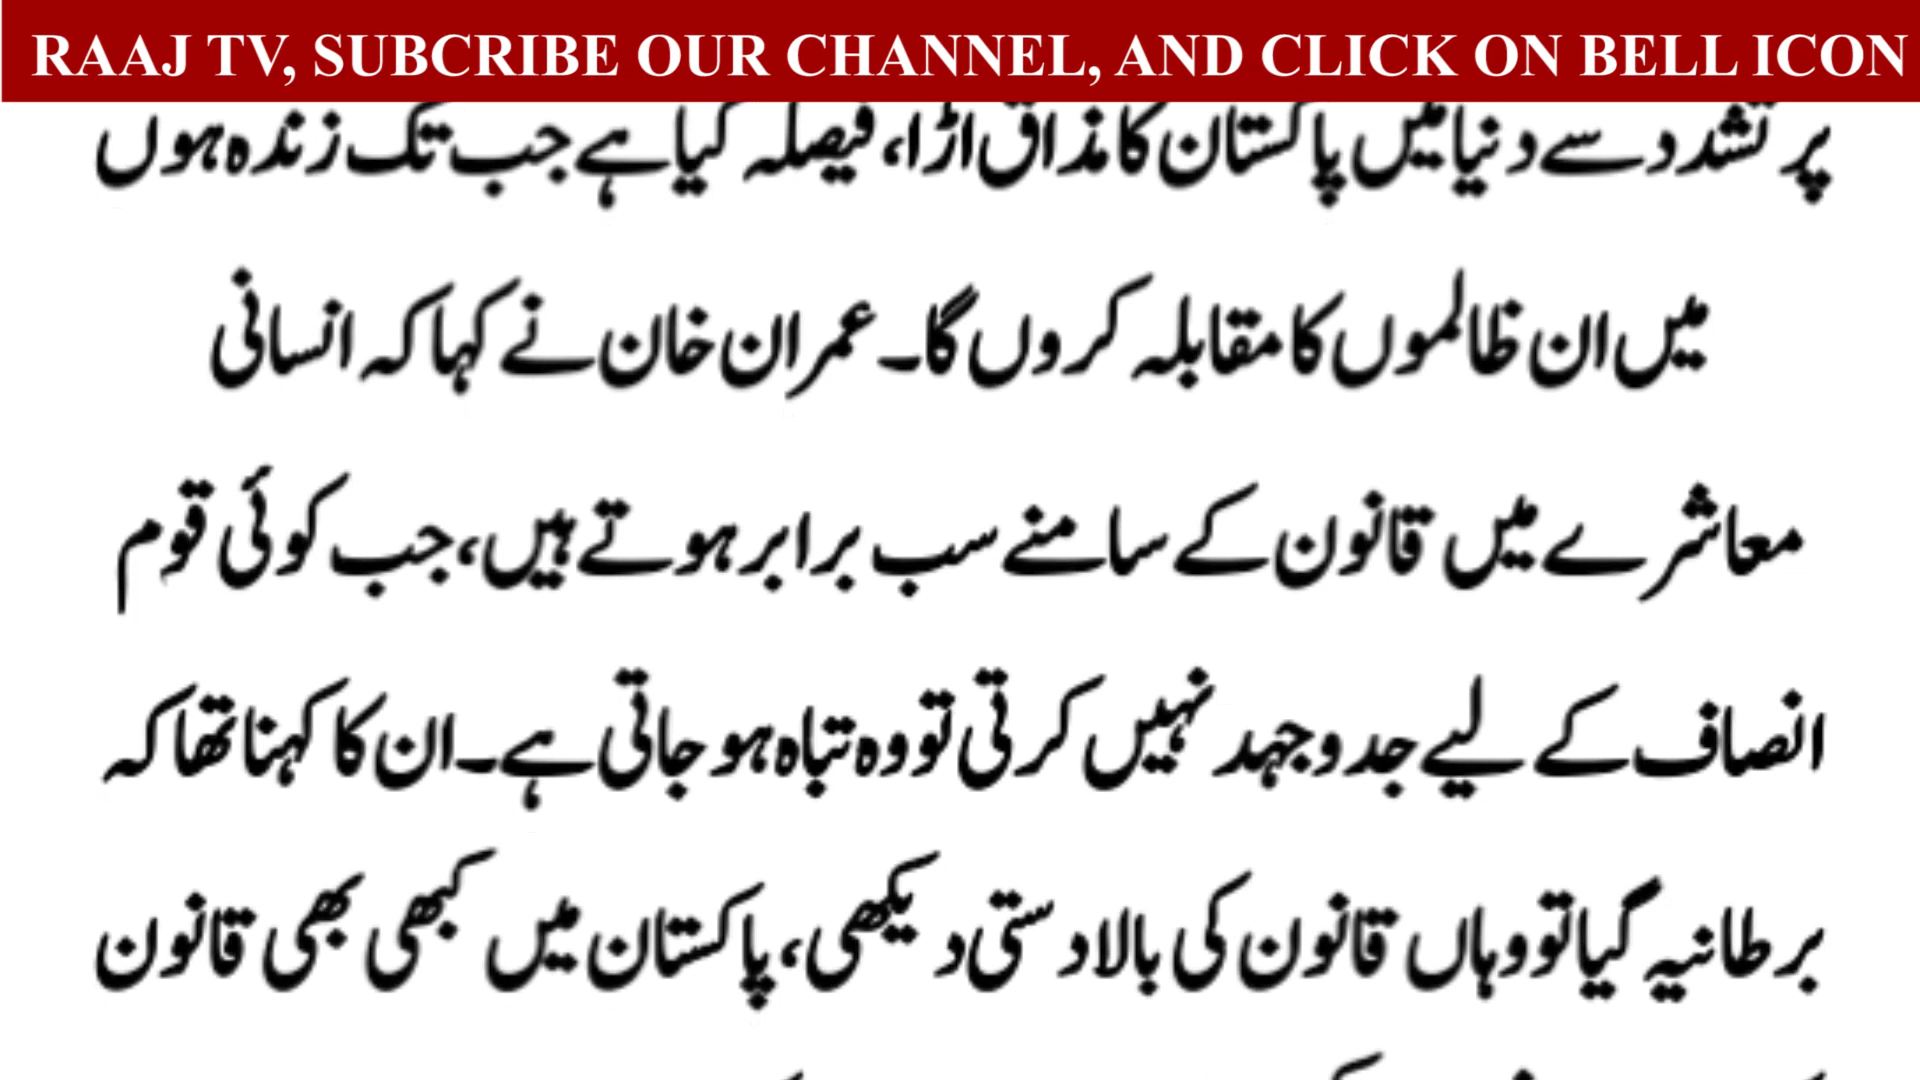 RAAJ TV, SUBCRIBE OUR CHANNEL, AND CLICK ON BELL ICON
پر تشدد سے دنیا میں پاکستان کا مذاق اڑا، فیصلہ کیا ہے جب تک زندہ ہوں
میں ان ظالموں کا مقابلہ کروں گا۔ عمران خان نے کہا کہ انسانی
معاشرے میں قانون کے سامنے سب برابر ہوتے ہیں، جب کوئی قوم
انصاف کے لیے جدوجہد نہیں کرتی تو وہ تباہ ہو جاتی ہے۔ ان کا کہنا تھا کہ
برطانیہ گیا تو وہاں قانون کی بالادستی دیکھی، پاکستان میں کبھی بھی قانون